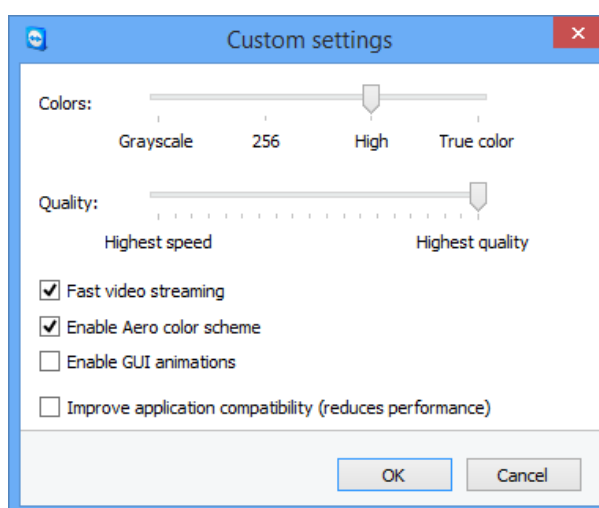 Custom settings
Colors:
Grayscale 256 High True color
Quality:
Highest speed Highest quality
Fast video streaming
Enable Aero color scheme
Enable GUI animations
Improve application compatibility (reduces performance)
OK Cancel